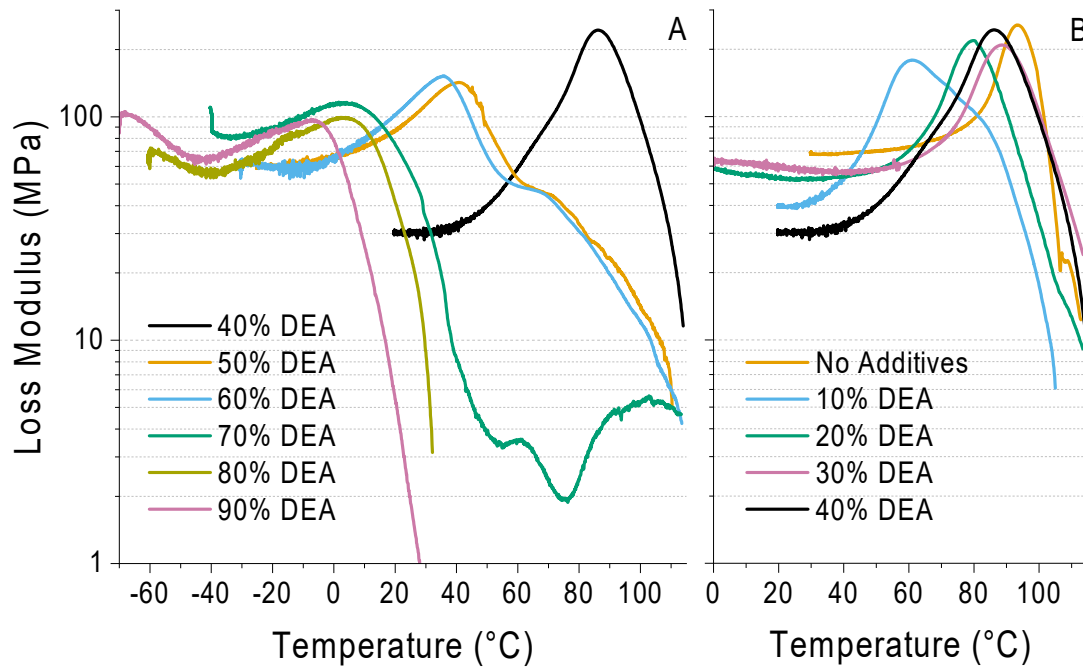 A
B
Loss Modulus (MPa)
100
10
1
40% DEA
50% DEA
60% DEA
70% DEA
80% DEA
90% DEA
No Additives
10% DEA
20% DEA
30% DEA
40% DEA
-60 -40 -20 0 20 40 60 80 100
0 20 40 60 80 100
Temperature (°C)
Temperature (°C)